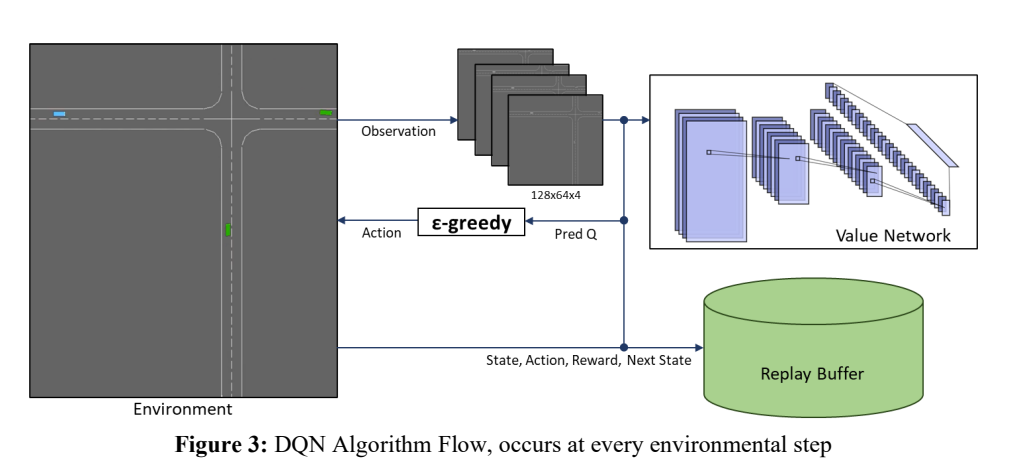 Observation
128x64x4
ε-greedy
Action
Pred Q
Value Network
State, Action, Reward, Next State
Replay Buffer
Environment
Figure 3: DQN Algorithm Flow, occurs at every environmental step